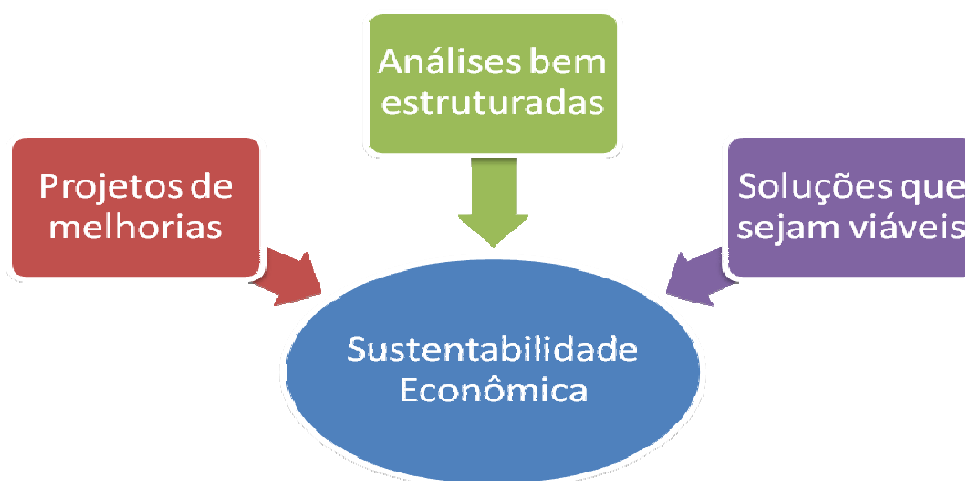 Análises bem
estruturadas
Projetos de
melhorias
Soluções que
sejam viáveis
Sustentabilidade
Econômica